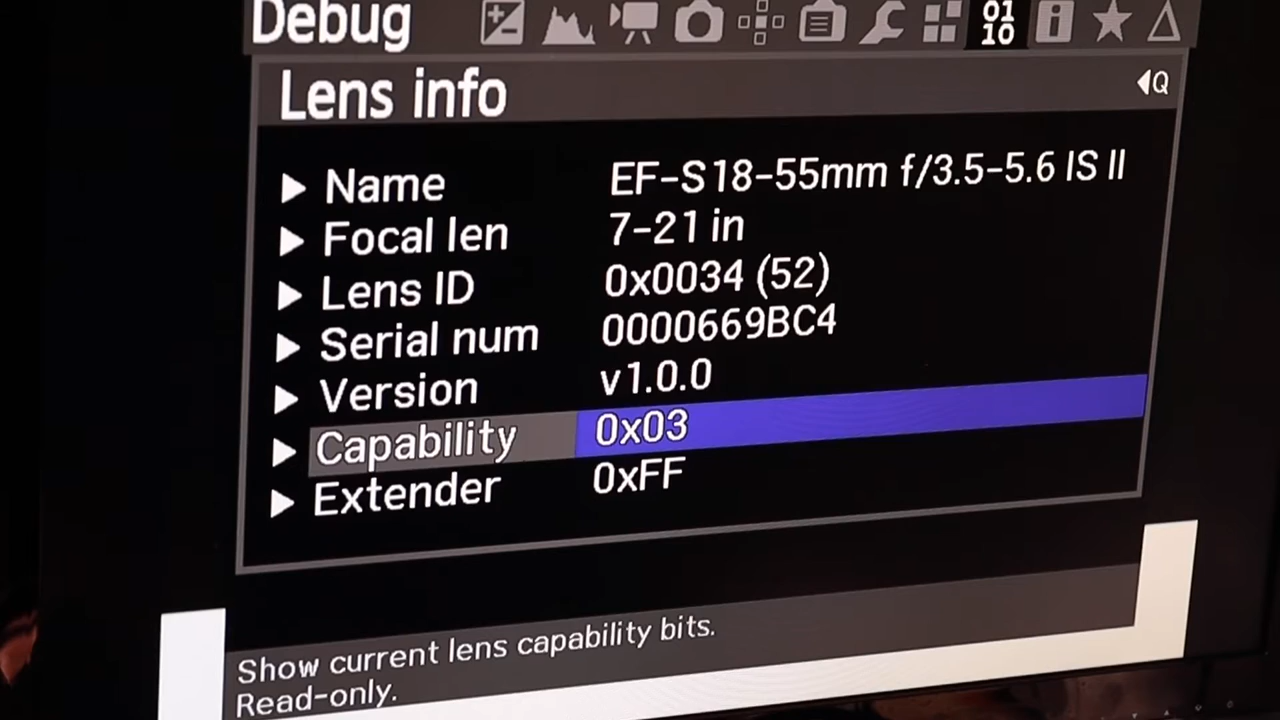 Debug 01 10 i
Lens info Q
Name EF-S18-55mm f/3.5-5.6 IS II
Focal len 7-21 in
Lens ID 0x0034 (52)
Serial num 0000669BC4
Version v1.0.0
Capability 0x03
Extender 0xFF
Show current lens capability bits.
Read-only.